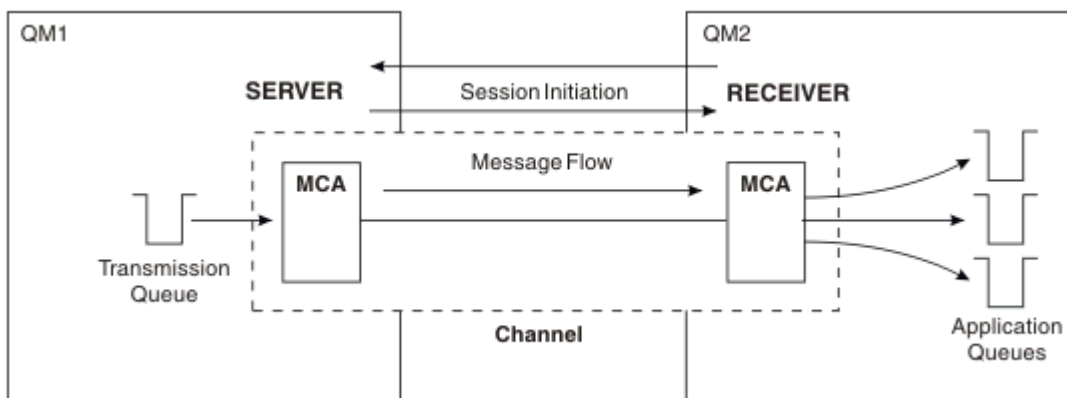 QM1
QM2
SERVER
Session Initiation
RECEIVER
Message Flow
MCA
MCA
Transmission
Queue
Channel
Application
Queues